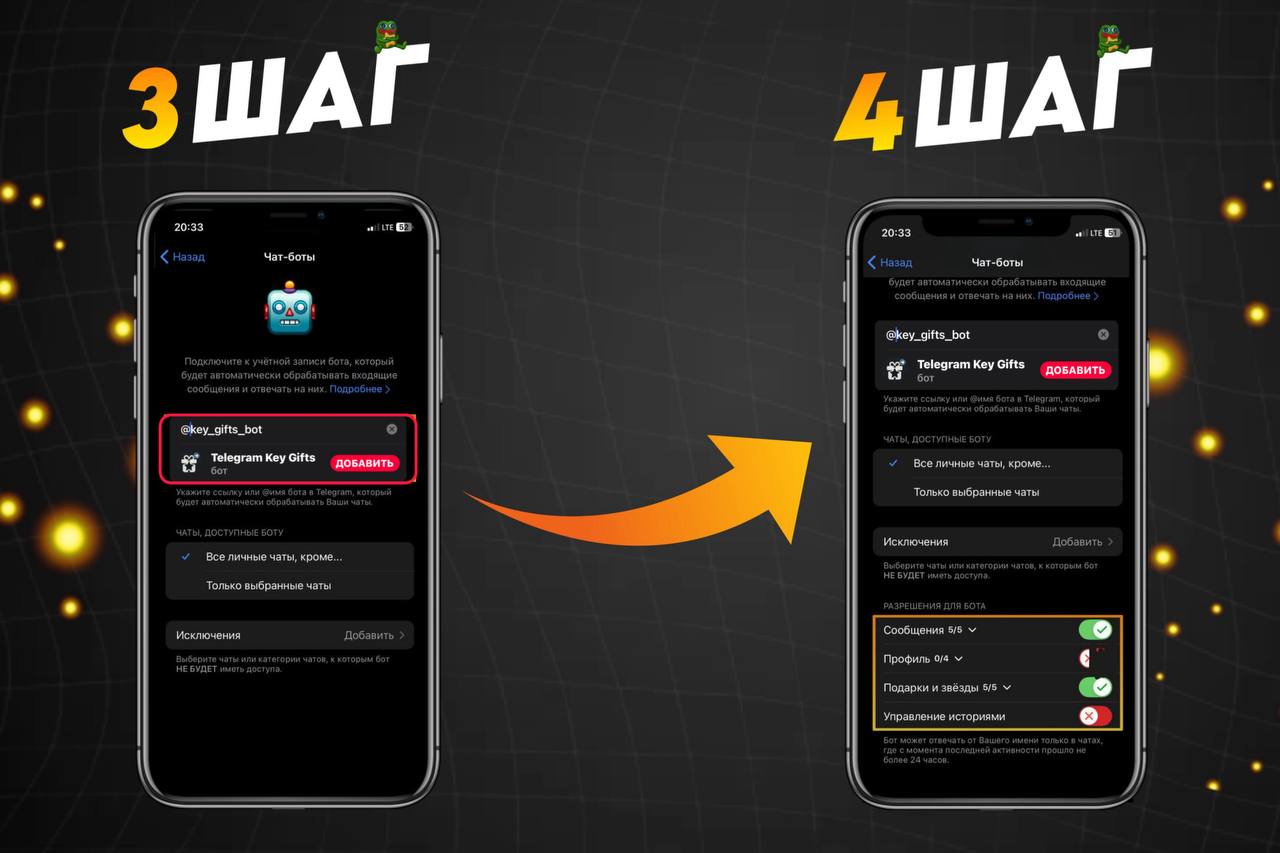 3 ШАГ
20:33
LTE 52
Назад
Чат-боты
Подключите к учётной записи бота, который
будет автоматически обрабатывать входящие
сообщения и отвечать на них. Подробнее >
@key_gifts_bot
Telegram Key Gifts
бот
ДОБАВИТЬ
Укажите ссылку или @имя бота в Telegram, который
будет автоматически обрабатывать Ваши чаты.
ЧАТЫ, ДОСТУПНЫЕ БОТУ
Все личные чаты, кроме...
Только выбранные чаты
Исключения
Добавить >
Выберите чаты или категории чатов, к которым бот
НЕ БУДЕТ иметь доступа.
4 ШАГ
20:33
LTE 51
Назад
Чат-боты
будет автоматически обрабатывать входящие
сообщения и отвечать на них. Подробнее >
@key_gifts_bot
Telegram Key Gifts
бот
ДОБАВИТЬ
Укажите ссылку или @имя бота в Telegram, который
будет автоматически обрабатывать Ваши чаты.
ЧАТЫ, ДОСТУПНЫЕ БОТУ
Все личные чаты, кроме...
Только выбранные чаты
Исключения
Добавить >
Выберите чаты или категории чатов, к которым бот
НЕ БУДЕТ иметь доступа.
РАЗРЕШЕНИЯ ДЛЯ БОТА
Сообщения 5/5
Профиль 0/4
Подарки и звёзды 5/5
Управление историями
Бот может отвечать от Вашего имени только в чатах,
где с момента последней активности прошло не
более 24 часов.